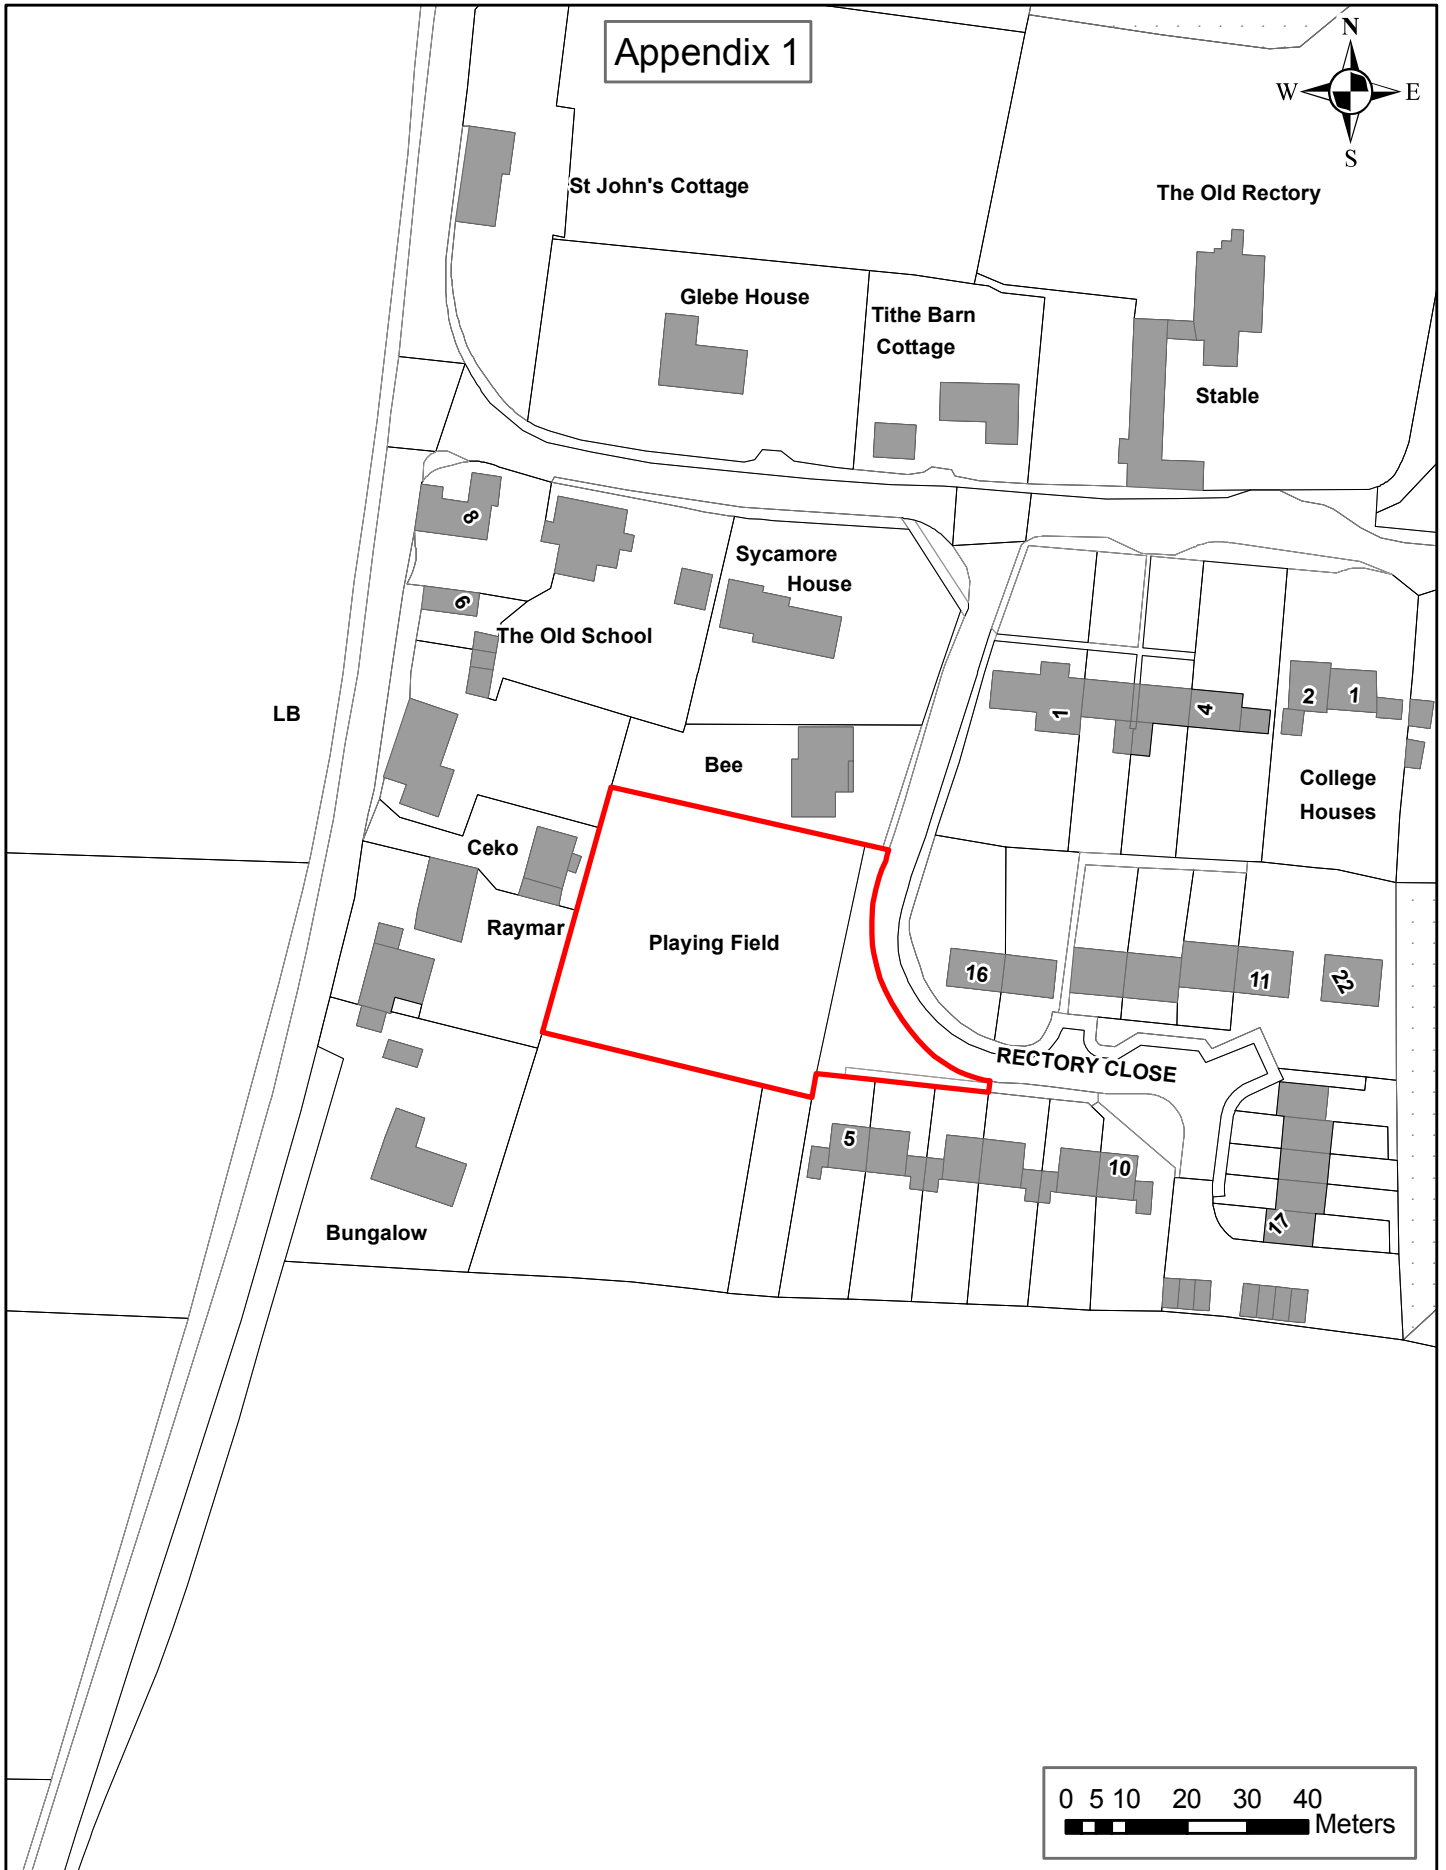 Appendix 1
N
W E
S
St John's Cottage
The Old Rectory
Glebe House
Tithe Barn
Cottage
Stable
8
Sycamore
House
6
The Old School
LB
1
4
2
1
Bee
College
Houses
Ceko
Raymar
Playing Field
16
11
22
RECTORY CLOSE
5
10
17
Bungalow
0 5 10 20 30 40
Meters